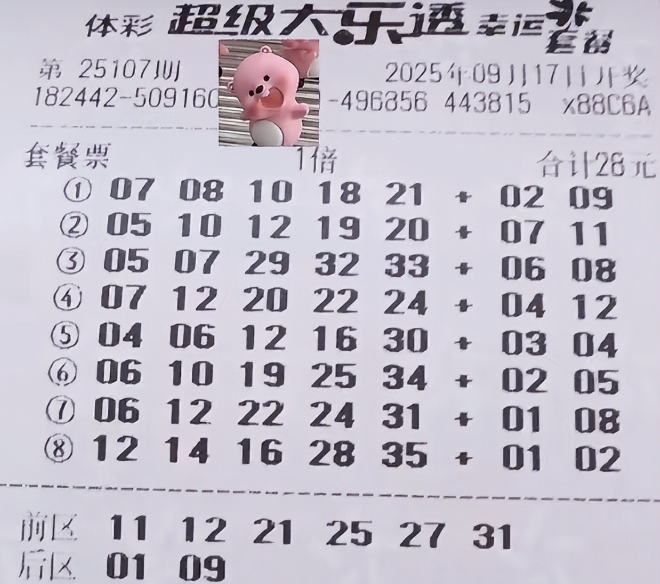 体彩 超级大乐透 幸运 套餐
第 25107期 2025年09月17日开奖
182442-509160 -496856 443815 x88C6A
套餐票 1倍 合计28元
① 07 08 10 18 21 + 02 09
② 05 10 12 19 20 + 07 11
③ 05 07 29 32 33 + 06 08
④ 07 12 20 22 24 + 04 12
⑤ 04 06 12 16 30 + 03 04
⑥ 06 10 19 25 34 + 02 05
⑦ 06 12 22 24 31 + 01 08
⑧ 12 14 16 28 35 + 01 02
前区 11 12 21 25 27 31
后区 01 09